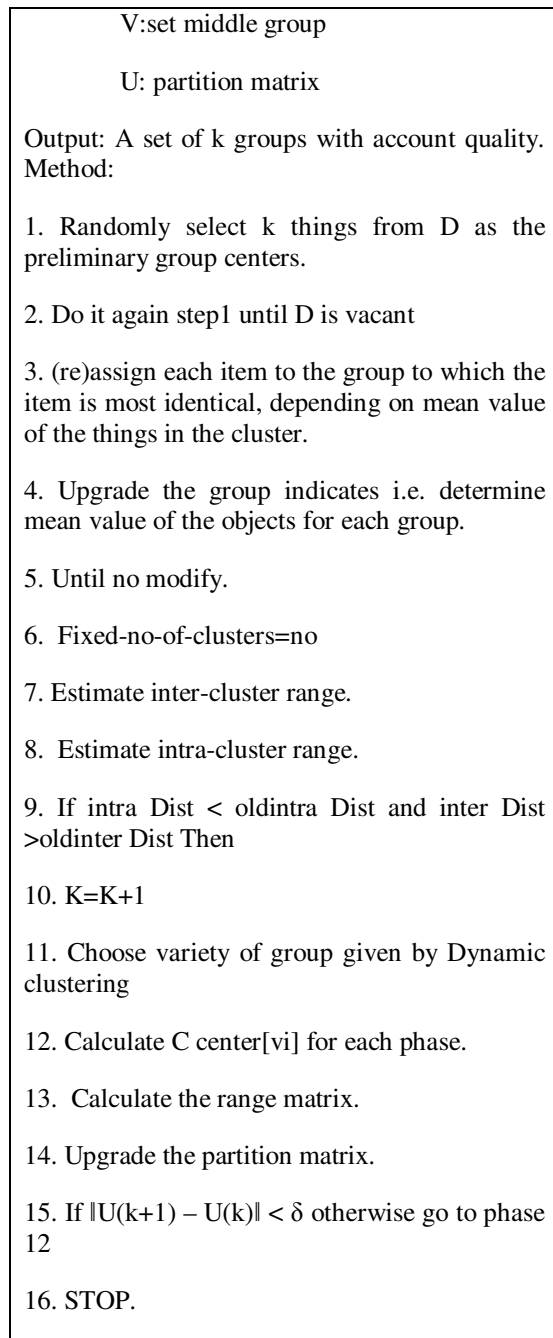 V:set middle group
U: partition matrix
Output: A set of k groups with account quality.
Method:
1. Randomly select k things from D as the
preliminary group centers.
2. Do it again step1 until D is vacant
3. (re)assign each item to the group to which the
item is most identical, depending on mean value
of the things in the cluster.
4. Upgrade the group indicates i.e. determine
mean value of the objects for each group.
5. Until no modify.
6. Fixed-no-of-clusters=no
7. Estimate inter-cluster range.
8. Estimate intra-cluster range.
9. If intra Dist < oldintra Dist and inter Dist
>oldinter Dist Then
10. K=K+1
11. Choose variety of group given by Dynamic
clustering
12. Calculate C center[vi] for each phase.
13. Calculate the range matrix.
14. Upgrade the partition matrix.
15. If ‖U(k+1) – U(k)‖ < δ otherwise go to phase
12
16. STOP.